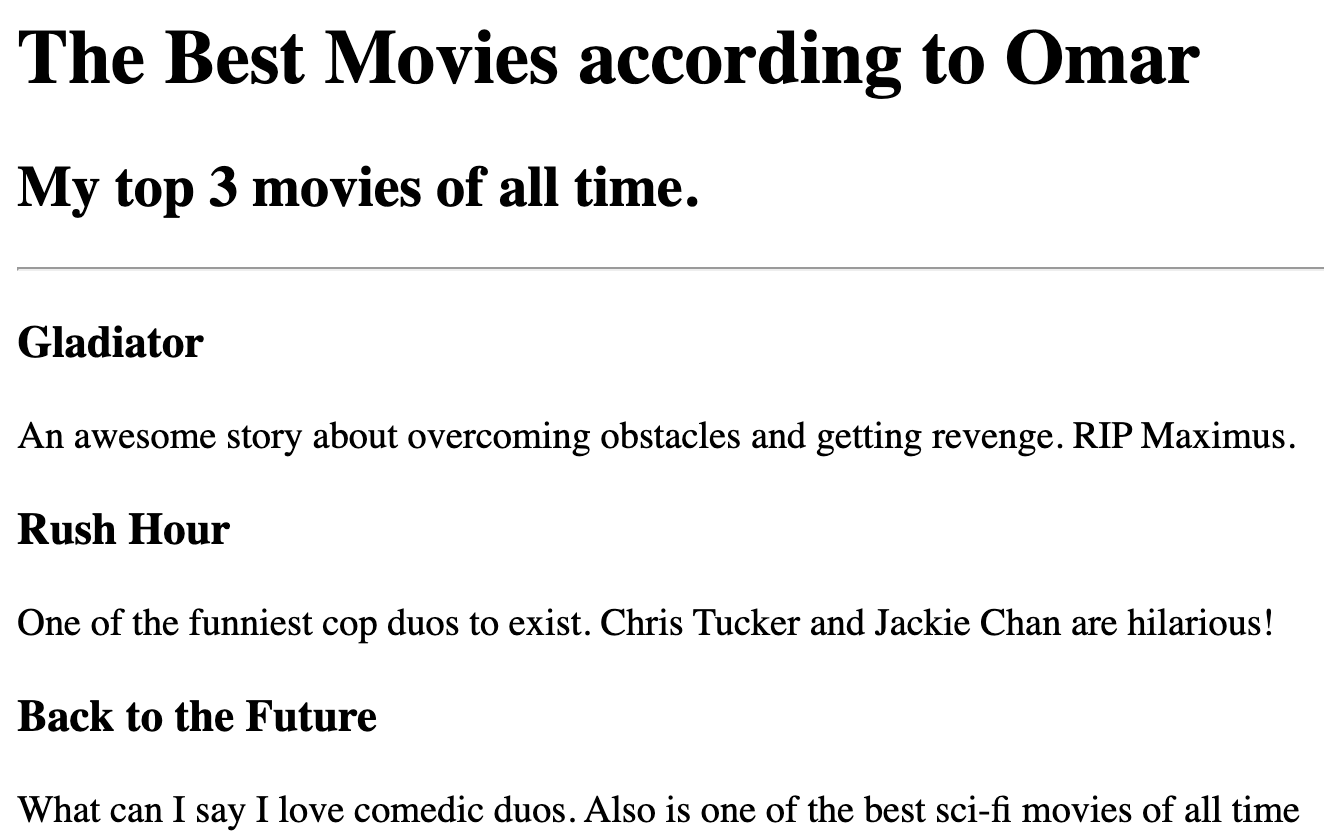 The Best Movies according to Omar
My top 3 movies of all time.
Gladiator
An awesome story about overcoming obstacles and getting revenge. RIP Maximus.
Rush Hour
One of the funniest cop duos to exist. Chris Tucker and Jackie Chan are hilarious!
Back to the Future
What can I say I love comedic duos. Also is one of the best sci-fi movies of all time